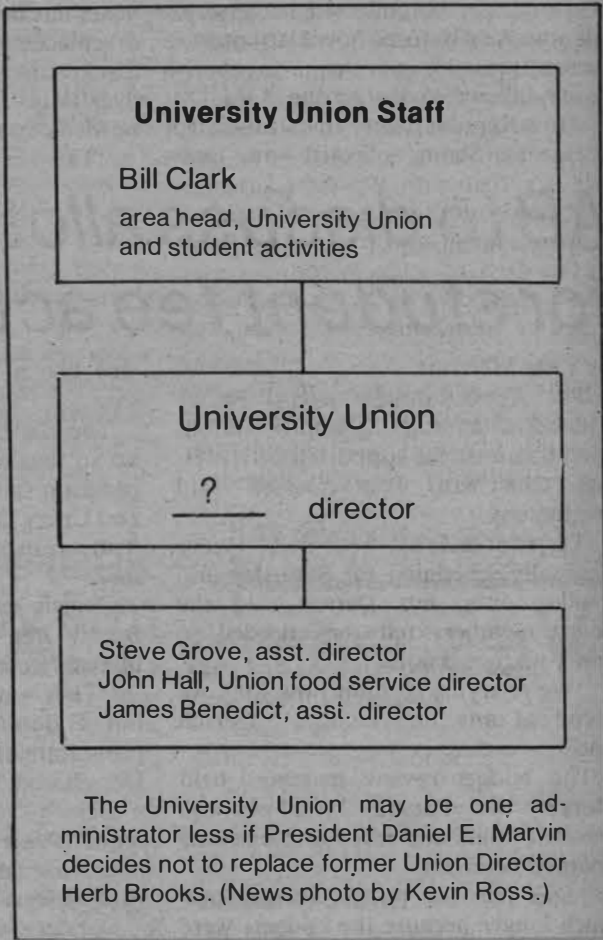 University Union Staff
Bill Clark
area head, University Union
and student activities
University Union
? director
Steve Grove, asst. director
John Hall, Union food service director
James Benedict, asst. director
The University Union may be one ad-
ministrator less if President Daniel E. Marvin
decides not to replace former Union Director
Herb Brooks. (News photo by Kevin Ross.)